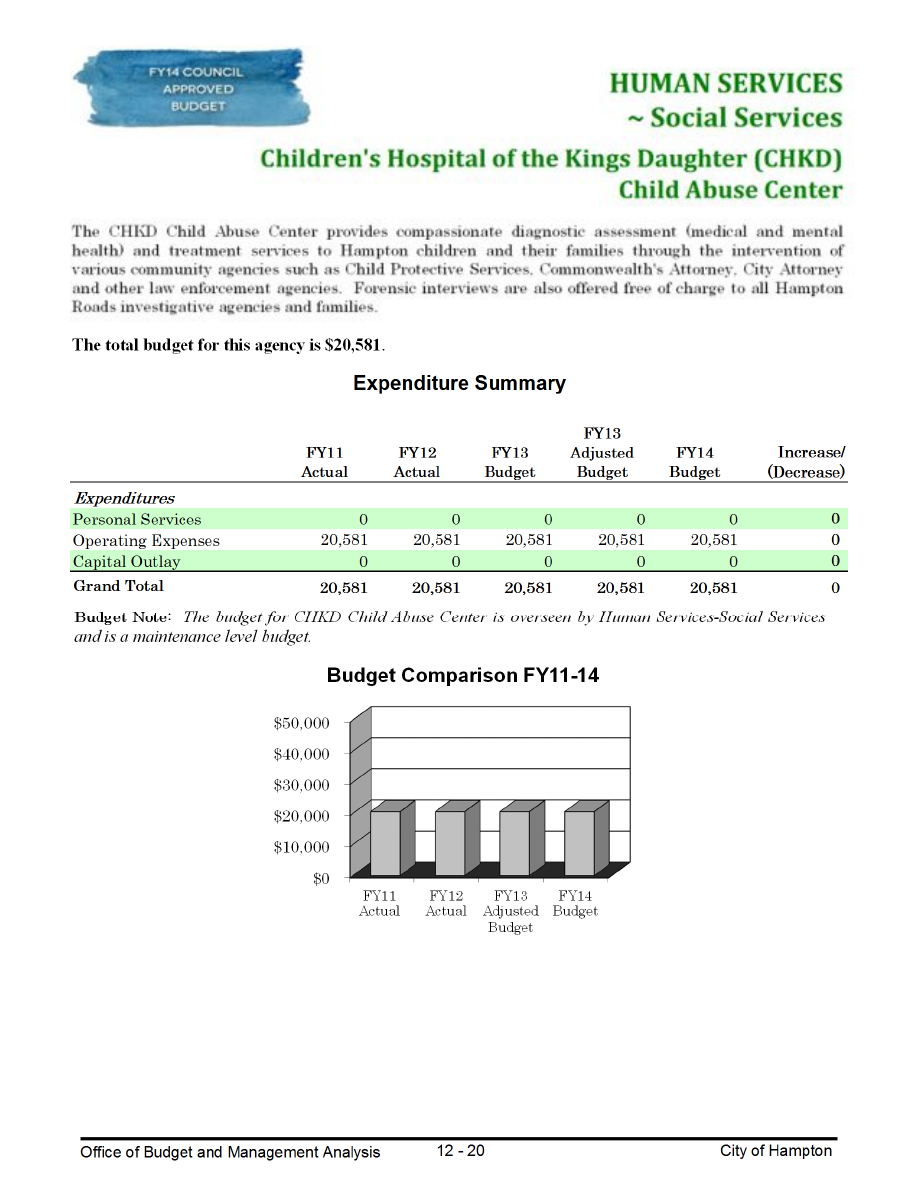 FY14 COUNCIL
APPROVED
BUDGET
HUMAN SERVICES
~ Social Services
Children's Hospital of the Kings Daughter (CHKD)
Child Abuse Center
The CHKD Child Abuse Center provides compassionate diagnostic assessment (medical and mental
health) and treatment services to Hampton children and their families through the intervention of
various community agencies such as Child Protective Services, Commonwealth's Attorney, City Attorney
and other law enforcement agencies. Forensic interviews are also offered free of charge to all Hampton
Roads investigative agencies and families.
The total budget for this agency is $20,581.
Expenditure Summary
FY13
FY11 FY12 FY13 Adjusted FY14 Increase/
Actual Actual Budget Budget Budget (Decrease)
Expenditures
Personal Services 0 0 0 0 0 0
Operating Expenses 20,581 20,581 20,581 20,581 20,581 0
Capital Outlay 0 0 0 0 0 0
Grand Total 20,581 20,581 20,581 20,581 20,581 0
Budget Note: The budget for CHKD Child Abuse Center is overseen by Human Services-Social Services
and is a maintenance level budget.
Budget Comparison FY11-14
$50,000
$40,000
$30,000
$20,000
$10,000
$0
FY11 FY12 FY13 FY14
Actual Actual Adjusted Budget
Budget
Office of Budget and Management Analysis 12 - 20 City of Hampton